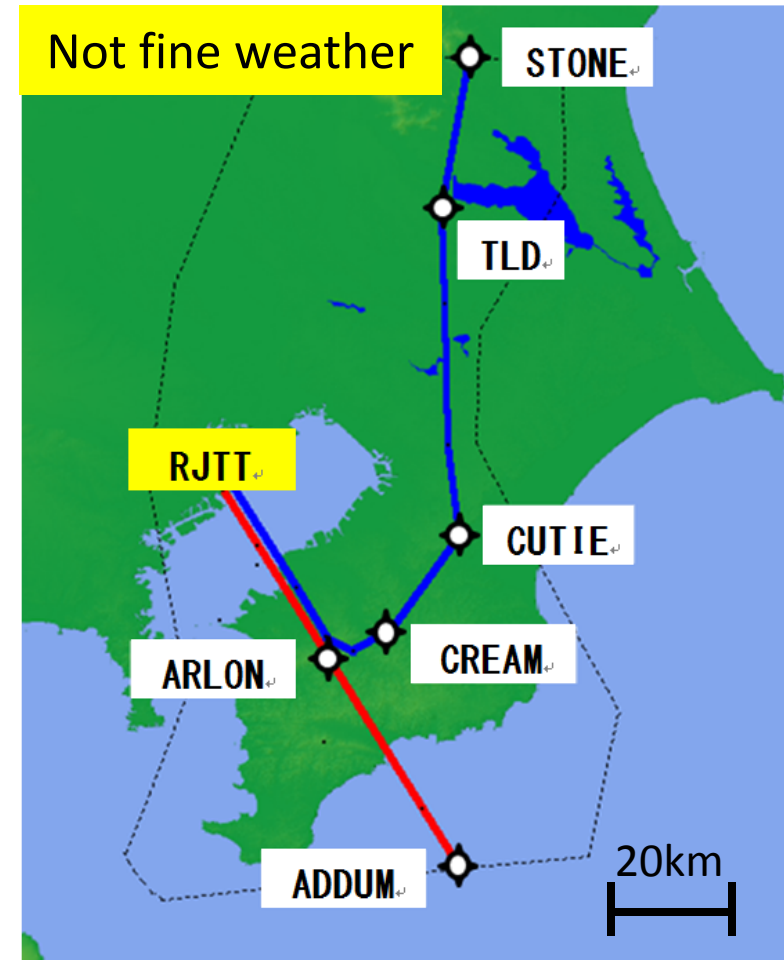 Not fine weather
STONE↵
TLD↵
RJTT↵
CUTIE↵
CREAM↵
ARLON↵
ADDUM↵
20km